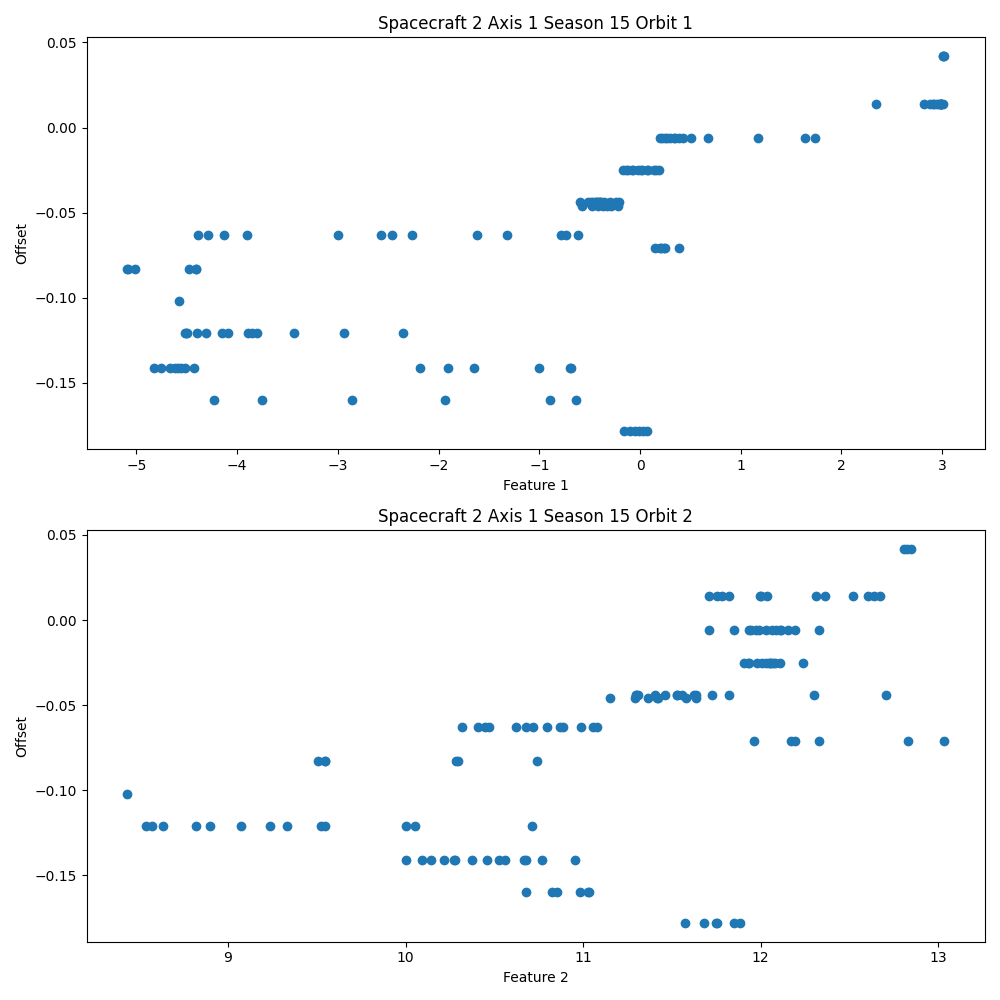 Spacecraft 2 Axis 1 Season 15 Orbit 1
0.05
0.00
−0.05
−0.10
−0.15
Offset
−5 −4 −3 −2 −1 0 1 2 3
Feature 1
Spacecraft 2 Axis 1 Season 15 Orbit 2
0.05
0.00
−0.05
−0.10
−0.15
Offset
9 10 11 12 13
Feature 2